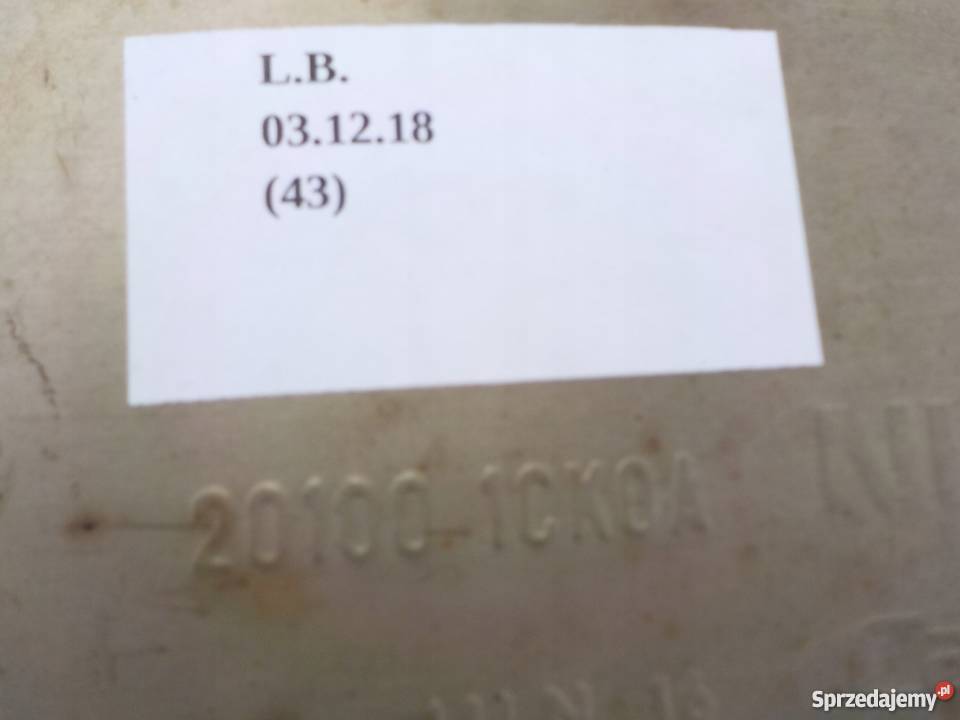 L.B.
03.12.18
(43)
20100 1CK0A
Sprzedajemy.pl